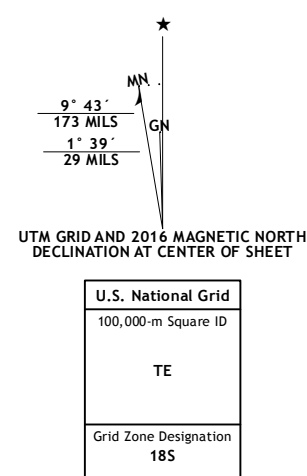 ★
MN
9° 43´
173 MILS
GN
1° 39´
29 MILS
UTM GRID AND 2016 MAGNETIC NORTH
DECLINATION AT CENTER OF SHEET
U.S. National Grid
100,000-m Square ID
TE
Grid Zone Designation
18S